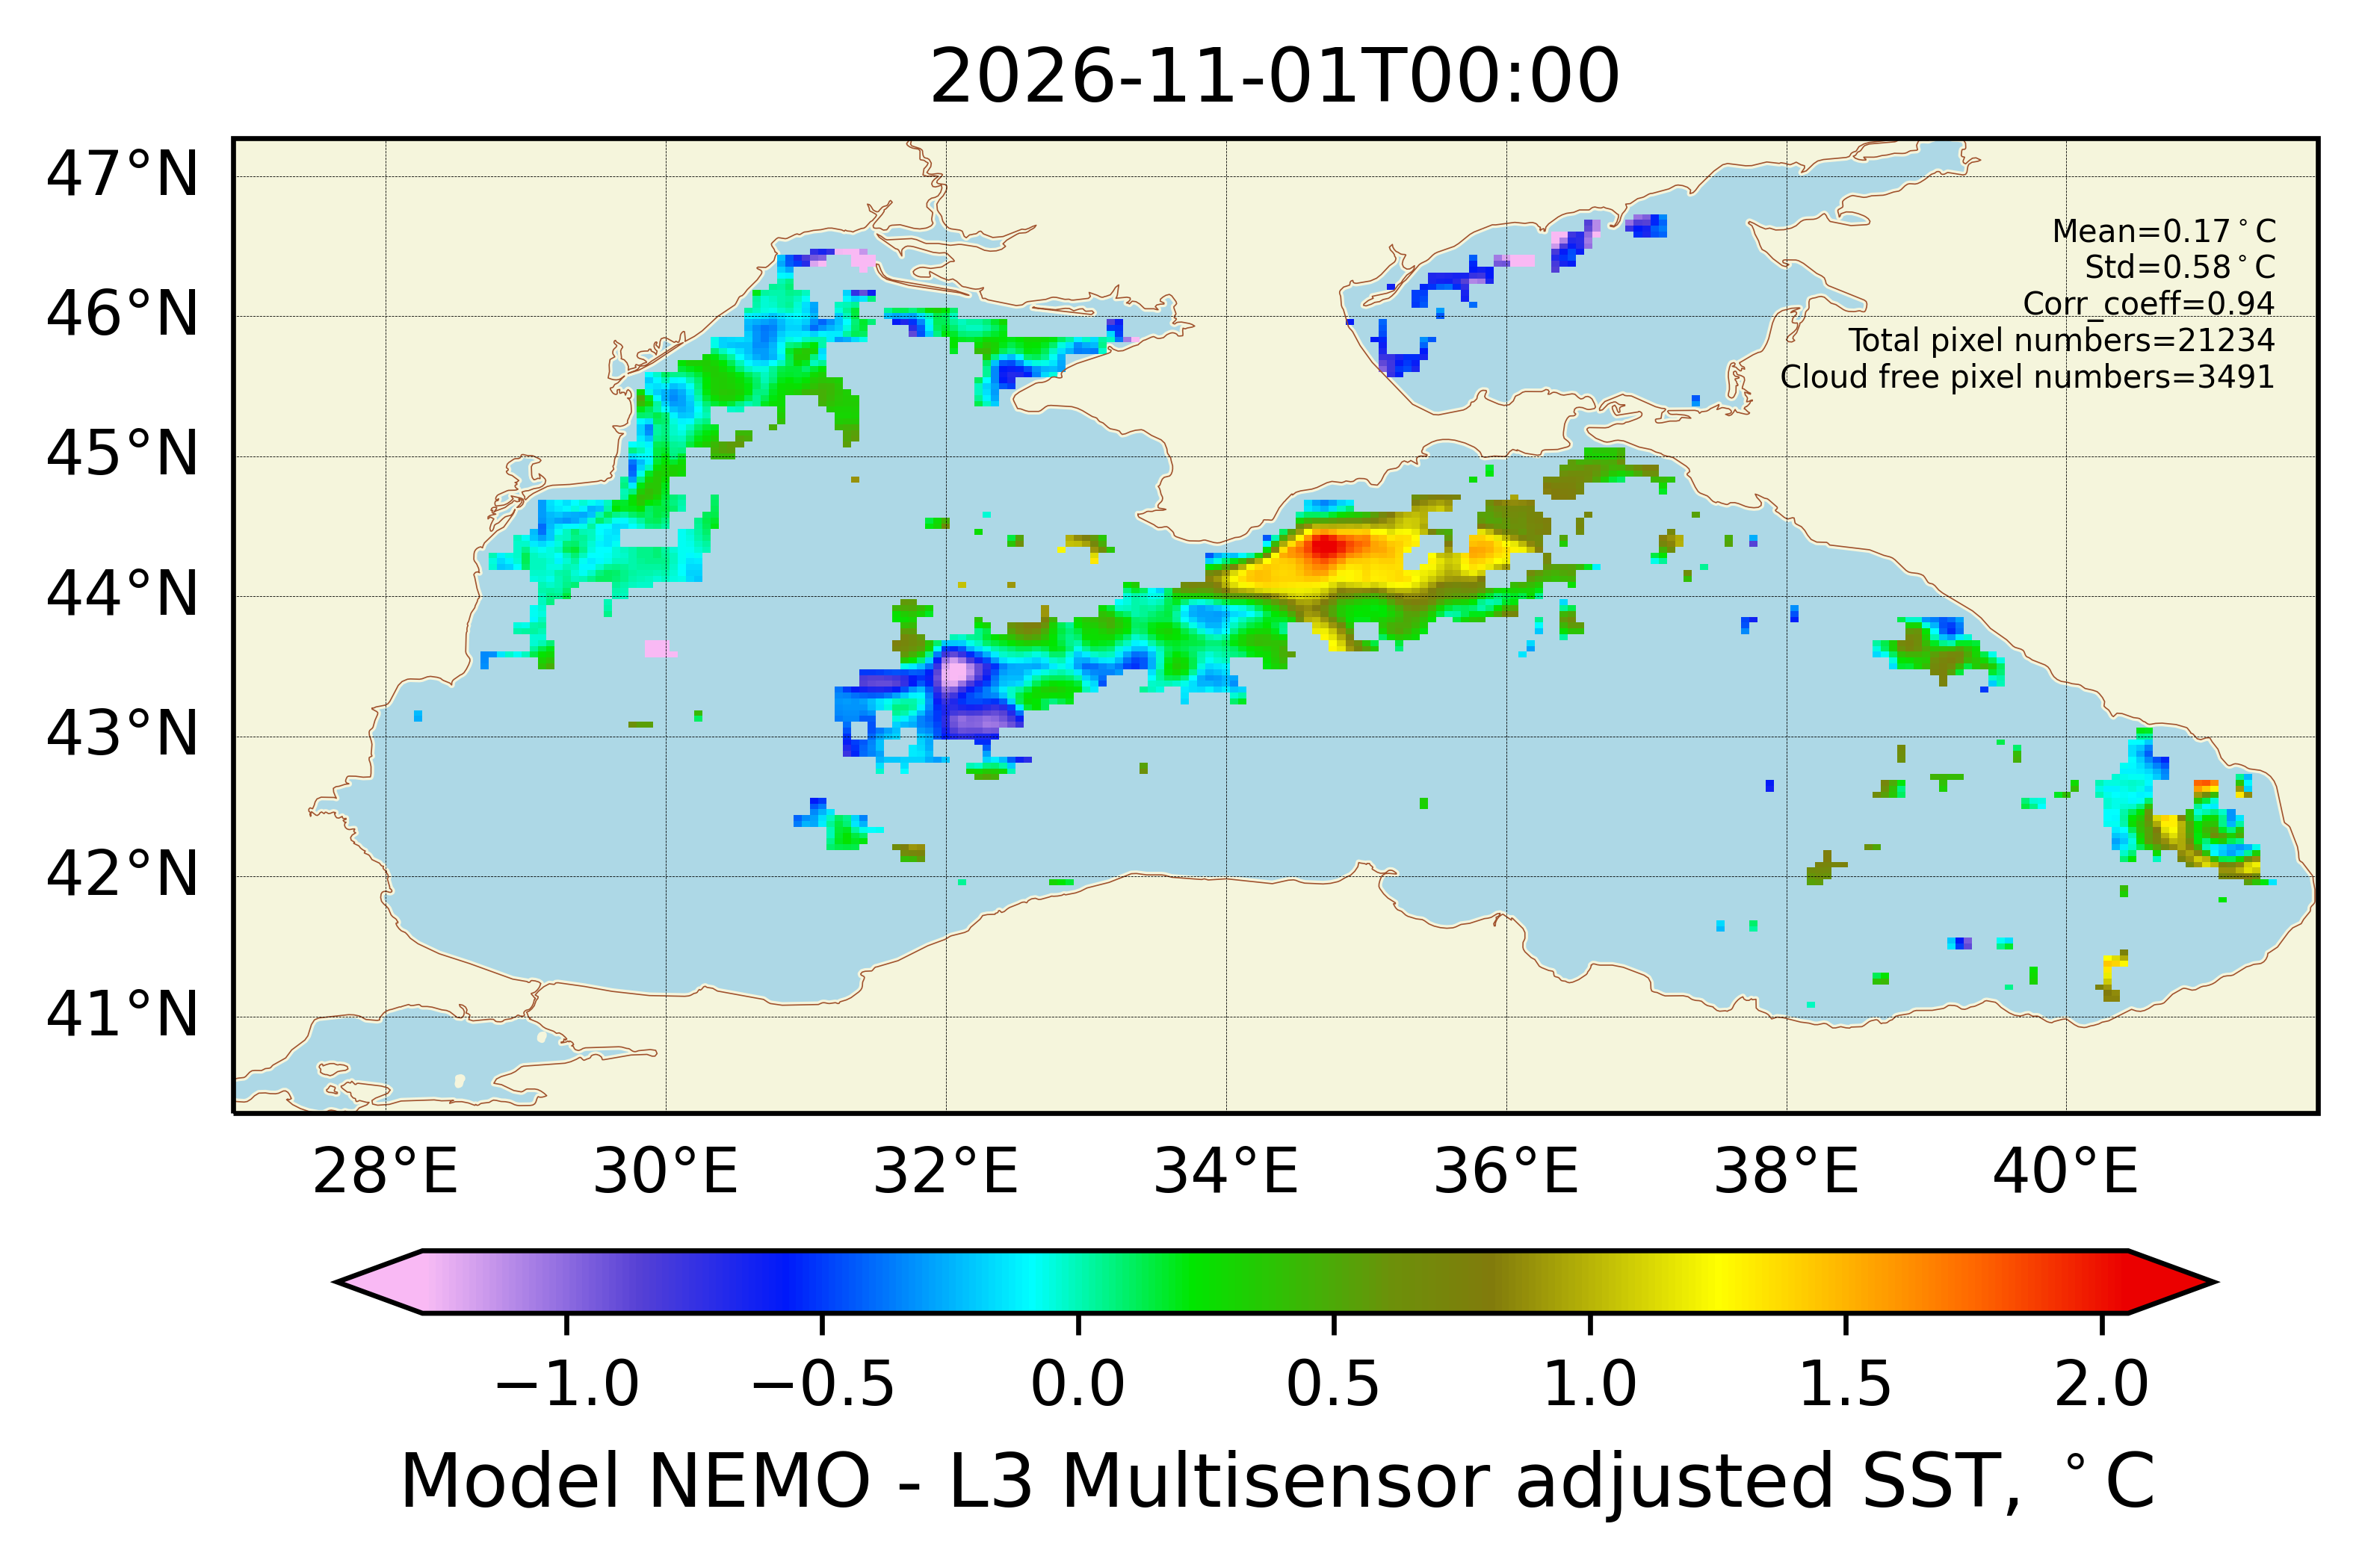 2026-11-01T00:00
47°N
46°N
45°N
44°N
43°N
42°N
41°N
Mean=0.17°C
Std=0.58°C
Corr_coeff=0.94
Total pixel numbers=21234
Cloud free pixel numbers=3491
28°E 30°E 32°E 34°E 36°E 38°E 40°E
−1.0 −0.5 0.0 0.5 1.0 1.5 2.0
Model NEMO - L3 Multisensor adjusted SST, °C